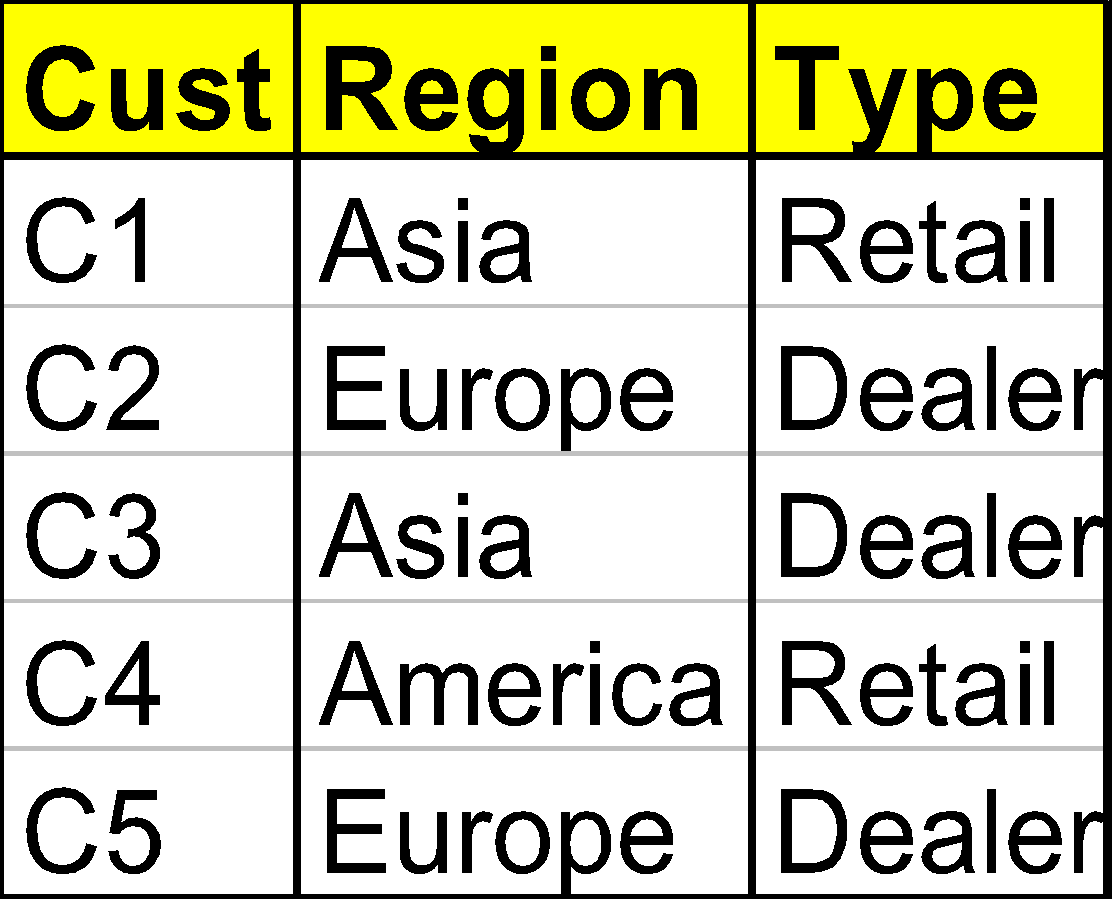 Cust Region Type
C1 Asia Retail
C2 Europe Dealer
C3 Asia Dealer
C4 America Retail
C5 Europe Dealer